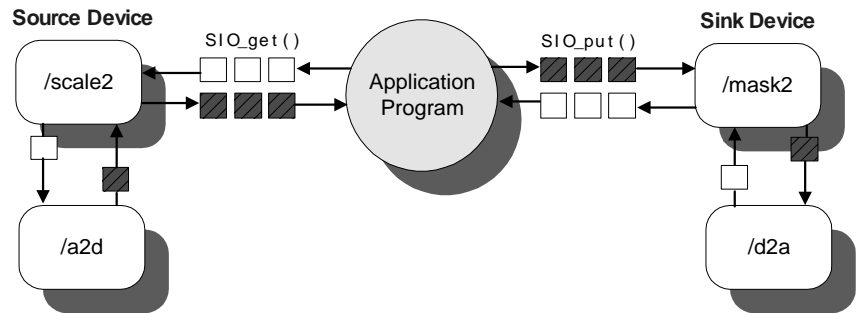 Source Device
Sink Device
SIO_get()
SIO_put()
/scale2
Application
Program
/mask2
/a2d
/d2a